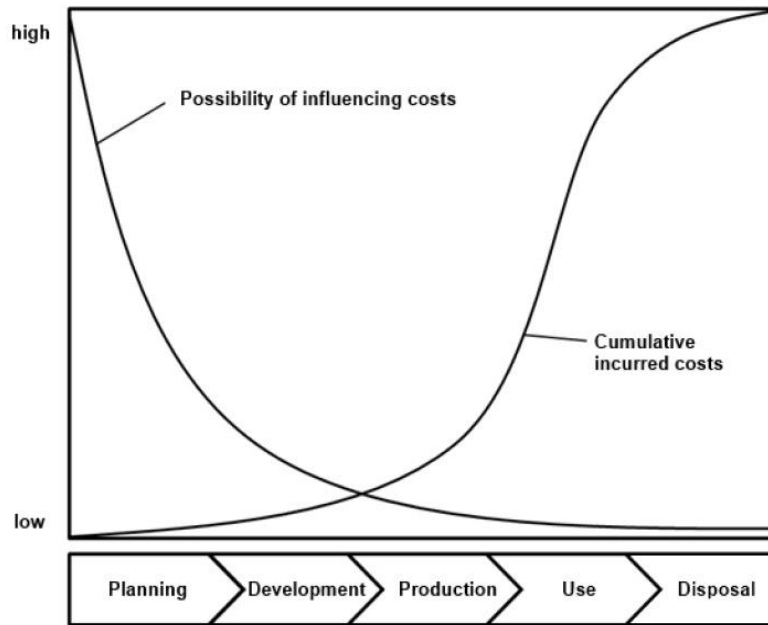 high
Possibility of influencing costs
Cumulative
incurred costs
low
Planning
Development
Production
Use
Disposal